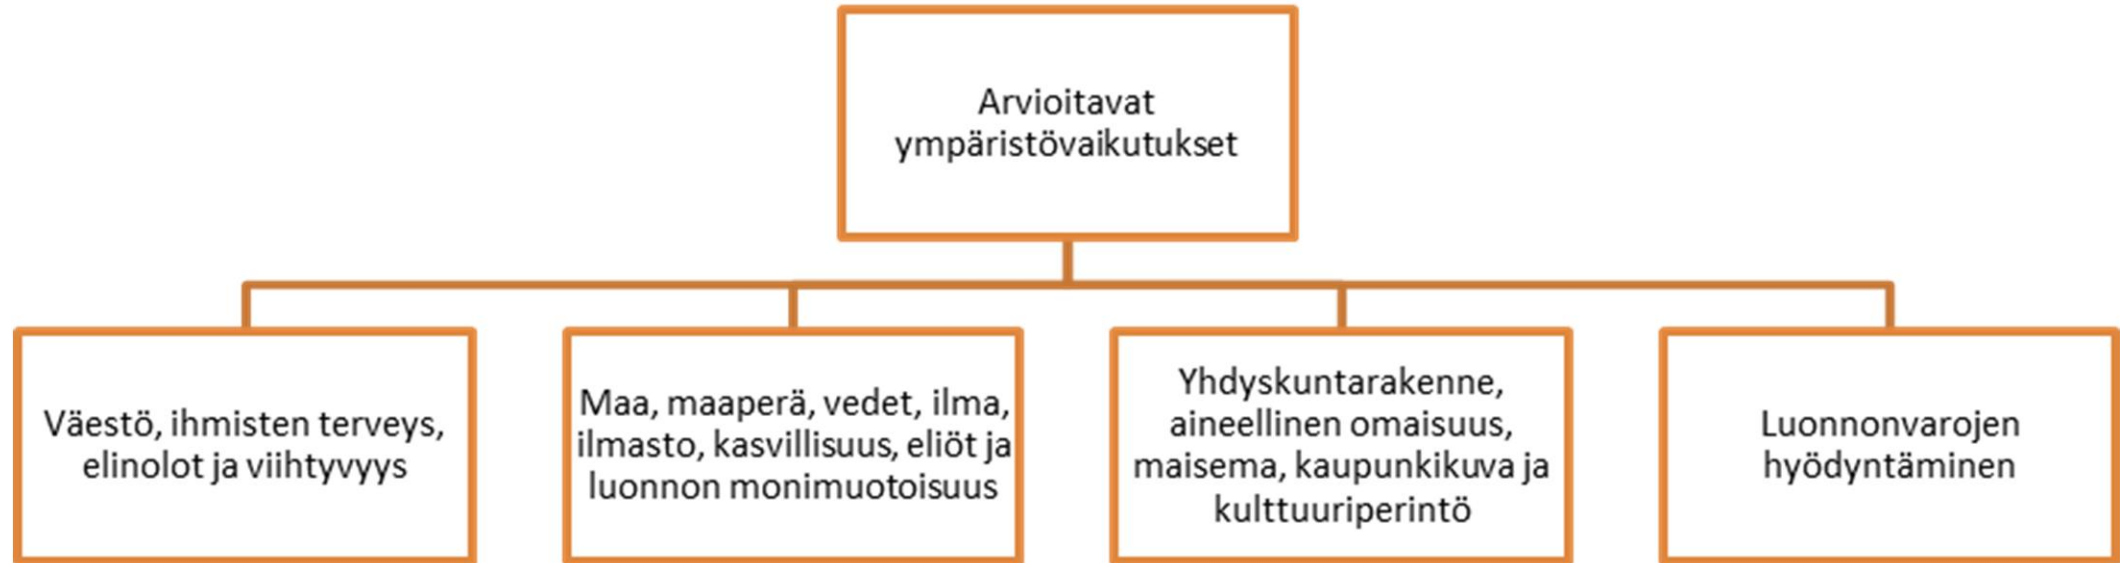 Arvioitavat
ympäristövaikutukset
Väestö, ihmisten terveys,
elinolot ja viihtyvyys
Maa, maaperä, vedet, ilma,
ilmasto, kasvillisuus, eliöt ja
luonnon monimuotoisuus
Yhdyskuntarakenne,
aineellinen omaisuus,
maisema, kaupunkikuva ja
kulttuuriperintö
Luonnonvarojen
hyödyntäminen